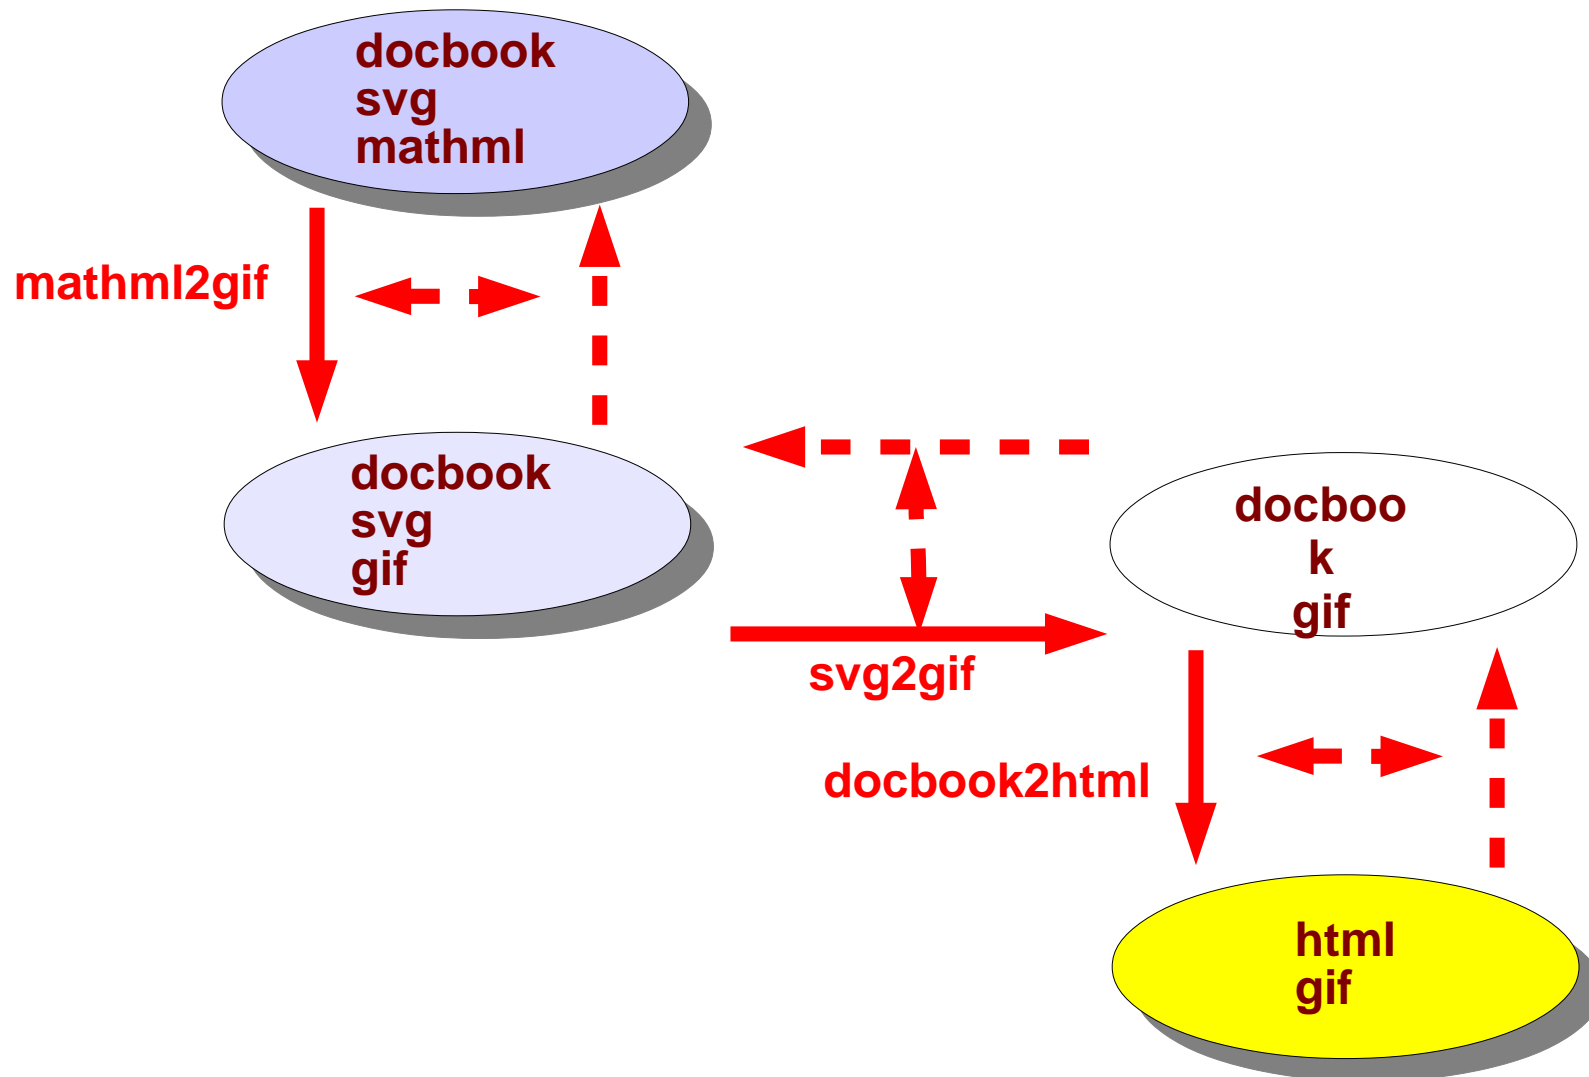 docbook
svg
mathml
mathml2gif
docbook
svg
gif
docboo
k
gif
svg2gif
docbook2html
html
gif